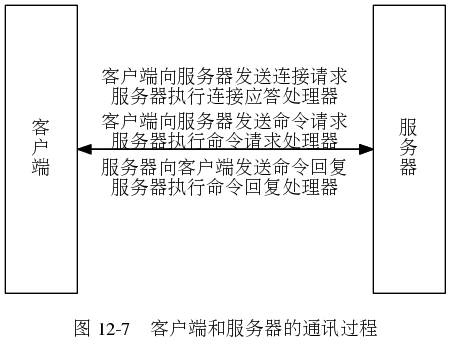 客户端
客户端向服务器发送连接请求
服务器执行连接应答处理器
客户端向服务器发送命令请求
服务器执行命令请求处理器
服务器向客户端发送命令回复
服务器执行命令回复处理器
服务器
图 12-7 客户端和服务器的通讯过程